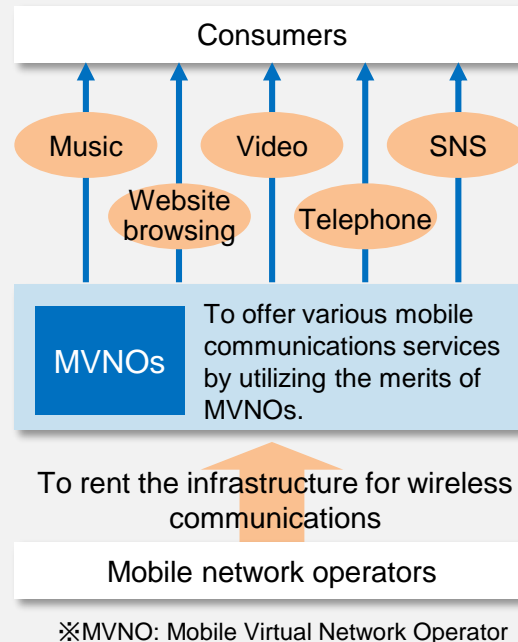 Consumers
Music
Video
SNS
Website
browsing
Telephone
MVNOs
To offer various mobile
communications services
by utilizing the merits of
MVNOs.
To rent the infrastructure for wireless
communications
Mobile network operators
※MVNO: Mobile Virtual Network Operator